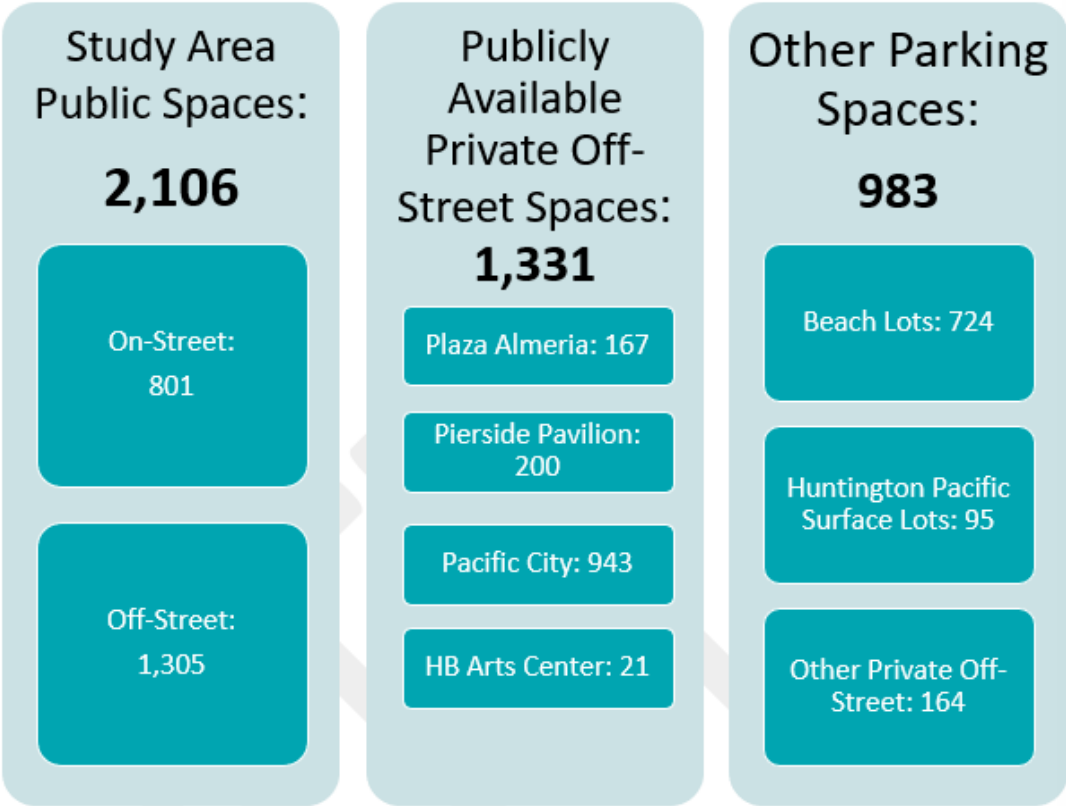 Study Area
Public Spaces:
2,106
On-Street:
801
Off-Street:
1,305
Publicly
Available
Private Off-
Street Spaces:
1,331
Plaza Almeria: 167
Pierside Pavilion:
200
Pacific City: 943
HB Arts Center: 21
Other Parking
Spaces:
983
Beach Lots: 724
Huntington Pacific
Surface Lots: 95
Other Private Off-
Street: 164